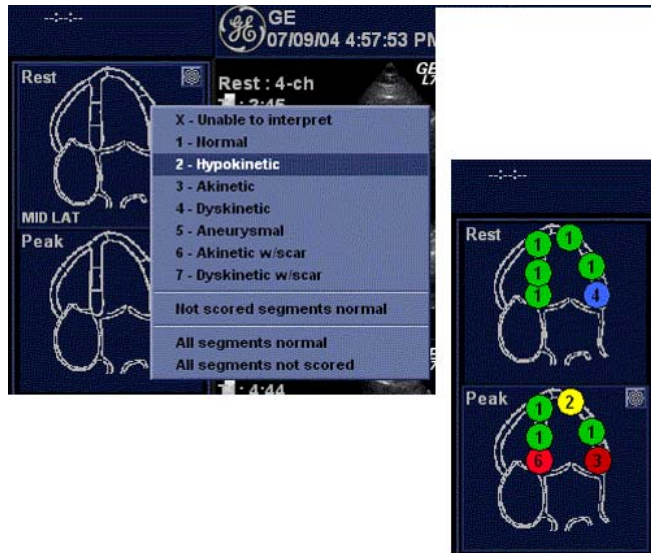 --:--:--
GE
07/09/04 4:57:53 PM
Rest
Rest : 4-ch
GE
X - Unable to interpret
1 - Normal
2 - Hypokinetic
3 - Akinetic
4 - Dyskinetic
5 - Aneurysmal
6 - Akinetic w/scar
7 - Dyskinetic w/scar
Not scored segments normal
All segments normal
All segments not scored
MID LAT
Peak
: 4:44
--:--:--
Rest
1
1
1
1
1
4
Peak
1
2
1
1
6
3